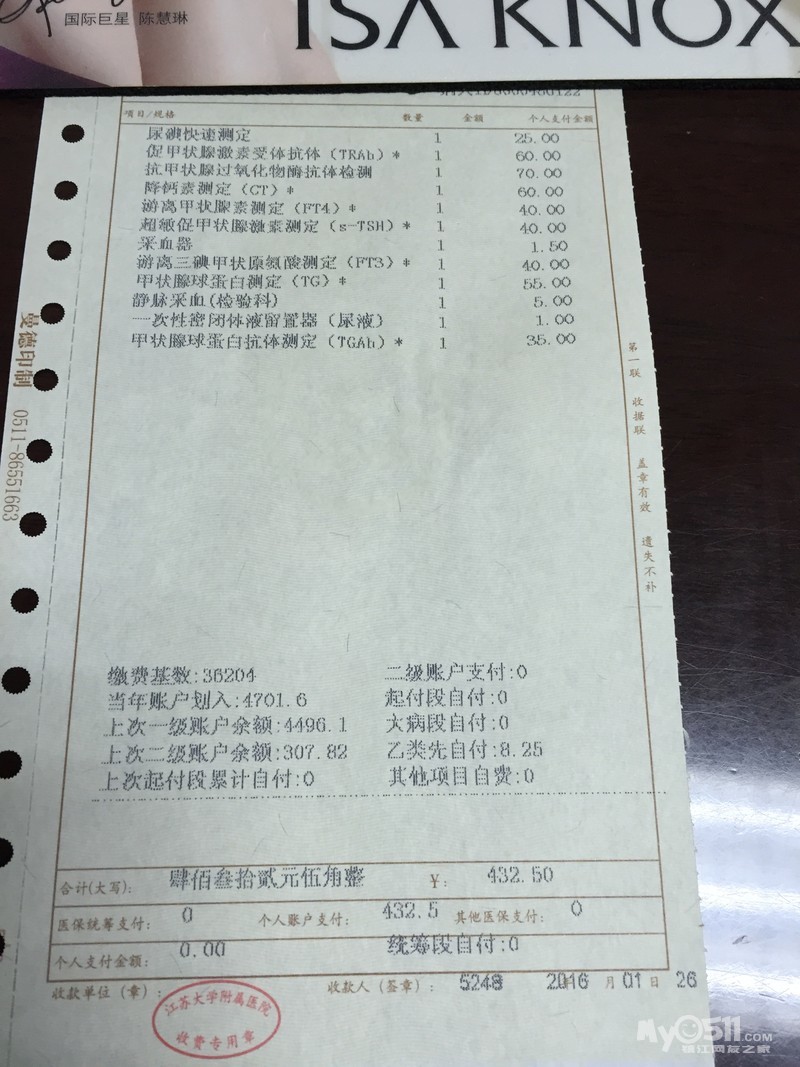 国际巨星 陈慧琳
ISA KNOX
项目/规格 数量 金额 个人支付金额
尿碘快速测定 1 25.00
促甲状腺激素受体抗体（TRAb）* 1 60.00
抗甲状腺过氧化物酶抗体检测 1 70.00
降钙素测定（CT）* 1 60.00
游离甲状腺素测定（FT4）* 1 40.00
超敏促甲状腺激素测定（s-TSH）* 1 40.00
采血器 1 1.50
游离三碘甲状原氨酸测定（FT3）* 1 40.00
甲状腺球蛋白测定（TG）* 1 55.00
静脉采血(检验科) 1 5.00
一次性密闭体液留置器（尿液） 1 1.00
甲状腺球蛋白抗体测定（TGAb）* 1 35.00
第一联 收据联 盖章有效 遗失不补
曼德印制 0511-86551663
缴费基数:36204 二级账户支付:0
当年账户划入:4701.6 起付段自付:0
上次一级账户余额:4496.1 大病段自付:0
上次二级账户余额:307.82 乙类先自付:8.25
上次起付段累计自付:0 其他项目自费:0
合计(大写): 肆佰叁拾贰元伍角整 ￥: 432.50
医保统筹支付: 0 个人账户支付: 432.5 其他医保支付: 0
个人支付金额: 0.00 统筹段自付:0
收款单位（章）: 收款人（签章）: 5248 2016 月 01 日 26
江苏大学附属医院
收费专用章
My0511.COM
镇江网友之家